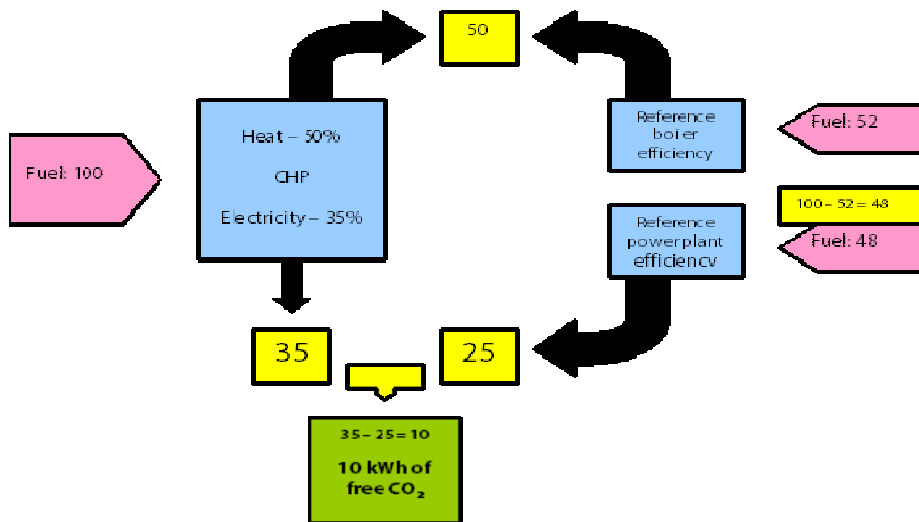 50
Fuel: 100
Heat – 50%
CHP
Electricity – 35%
Reference
boiler
efficiency
Fuel: 52
100 – 52 = 48
Reference
powerplant
efficiency
Fuel: 48
35
25
35 – 25 = 10
10 kWh of
free CO₂